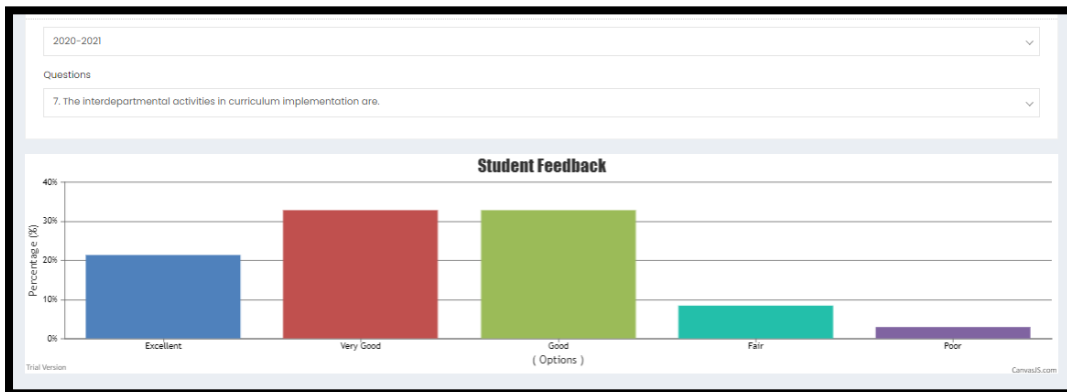 2020-2021
Questions
7. The interdepartmental activities in curriculum implementation are.
Student Feedback
40%
30%
20%
10%
0%
Percentage (%)
Excellent
Very Good
Good
Fair
Poor
( Options )
Trial Version
CanvasJS.com